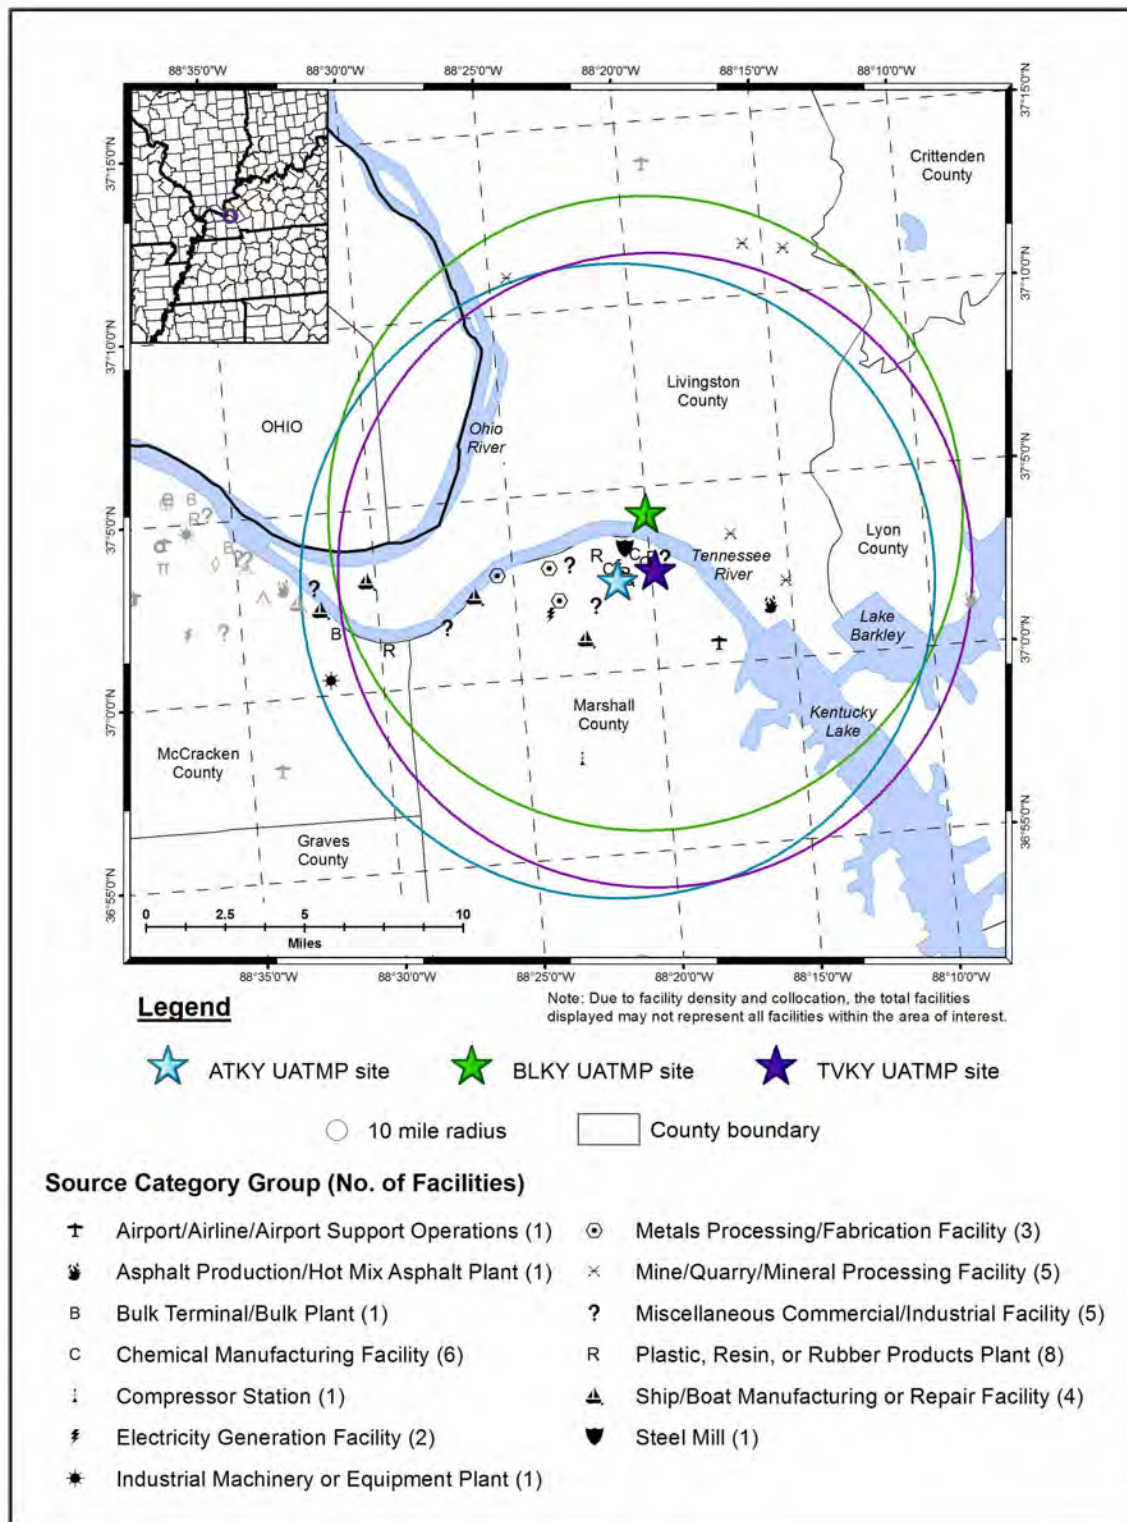 88°35'0"W 88°30'0"W 88°25'0"W 88°20'0"W 88°15'0"W 88°10'0"W
37°15'0"N
37°15'0"N
Crittenden
County
37°10'0"N
37°10'0"N
Livingston
County
OHIO
Ohio
River
37°5'0"N
37°5'0"N
Lyon
County
Tennessee
River
Lake
Barkley
37°0'0"N
37°0'0"N
Marshall
County
Kentucky
Lake
McCracken
County
Graves
County
36°55'0"N
36°55'0"N
0 2.5 5 10
Miles
88°35'0"W 88°30'0"W 88°25'0"W 88°20'0"W 88°15'0"W 88°10'0"W
Legend
Note: Due to facility density and collocation, the total facilities
displayed may not represent all facilities within the area of interest.
ATKY UATMP site BLKY UATMP site TVKY UATMP site
10 mile radius County boundary
Source Category Group (No. of Facilities)
Airport/Airline/Airport Support Operations (1)
Asphalt Production/Hot Mix Asphalt Plant (1)
B Bulk Terminal/Bulk Plant (1)
C Chemical Manufacturing Facility (6)
Compressor Station (1)
Electricity Generation Facility (2)
Industrial Machinery or Equipment Plant (1)
Metals Processing/Fabrication Facility (3)
Mine/Quarry/Mineral Processing Facility (5)
? Miscellaneous Commercial/Industrial Facility (5)
R Plastic, Resin, or Rubber Products Plant (8)
Ship/Boat Manufacturing or Repair Facility (4)
Steel Mill (1)